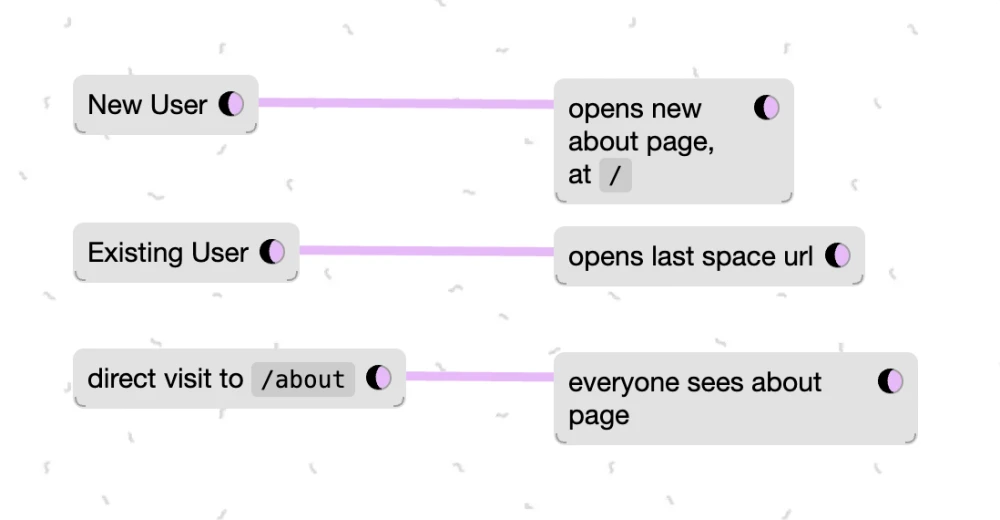 New User
opens new
about page,
at /
Existing User
opens last space url
direct visit to /about
everyone sees about
page